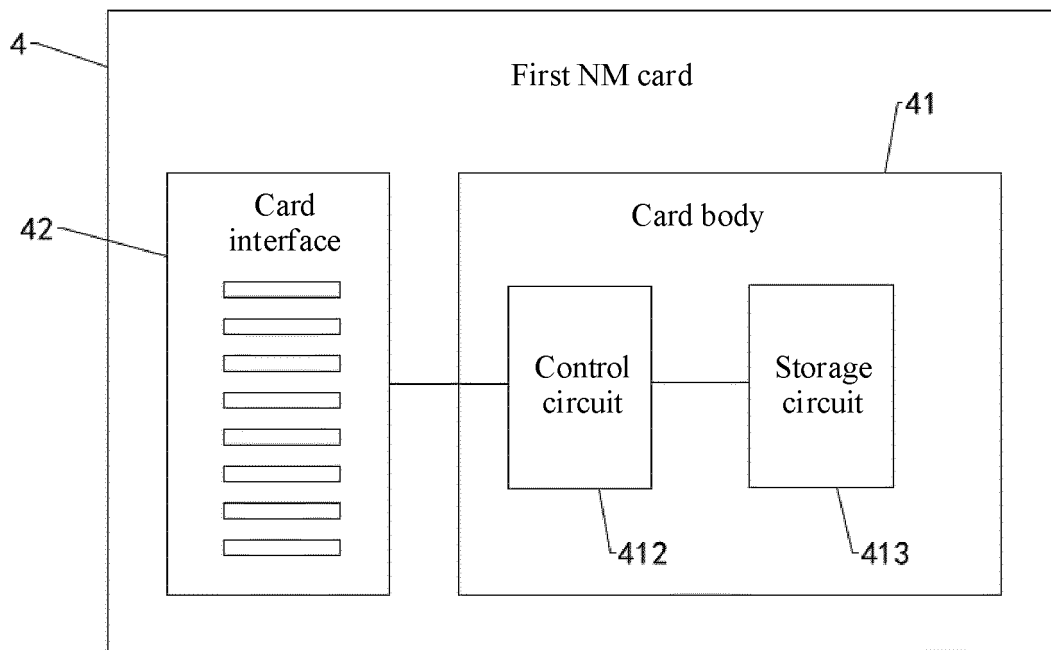 4
First NM card
41
42
Card
interface
Card body
Control
circuit
Storage
circuit
412
413